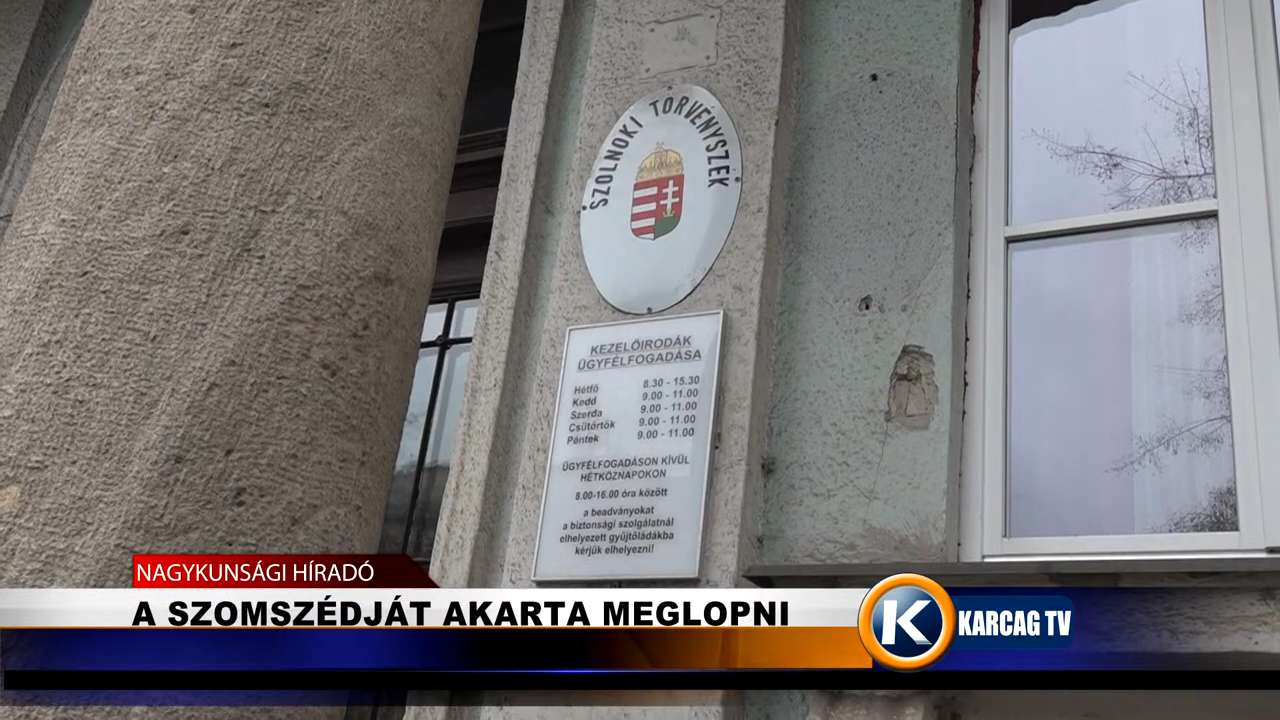 SZOLNOKI TÖRVÉNYSZÉK
KEZELŐIRODÁK
ÜGYFÉLFOGADÁSA
Hétfő 8.30 - 15.30
Kedd 9.00 - 11.00
Szerda 9.00 - 11.00
Csütörtök 9.00 - 11.00
Péntek 9.00 - 11.00
ÜGYFÉLFOGADÁSON KÍVÜL
HÉTKÖZNAPOKON
8.00-16.00 óra között
a beadványokat
a biztonsági szolgálatnál
elhelyezett gyűjtőládákba
kérjük elhelyezni!
NAGYKUNSÁGI HÍRADÓ
A SZOMSZÉDJÁT AKARTA MEGLOPNI
K KARCAG TV